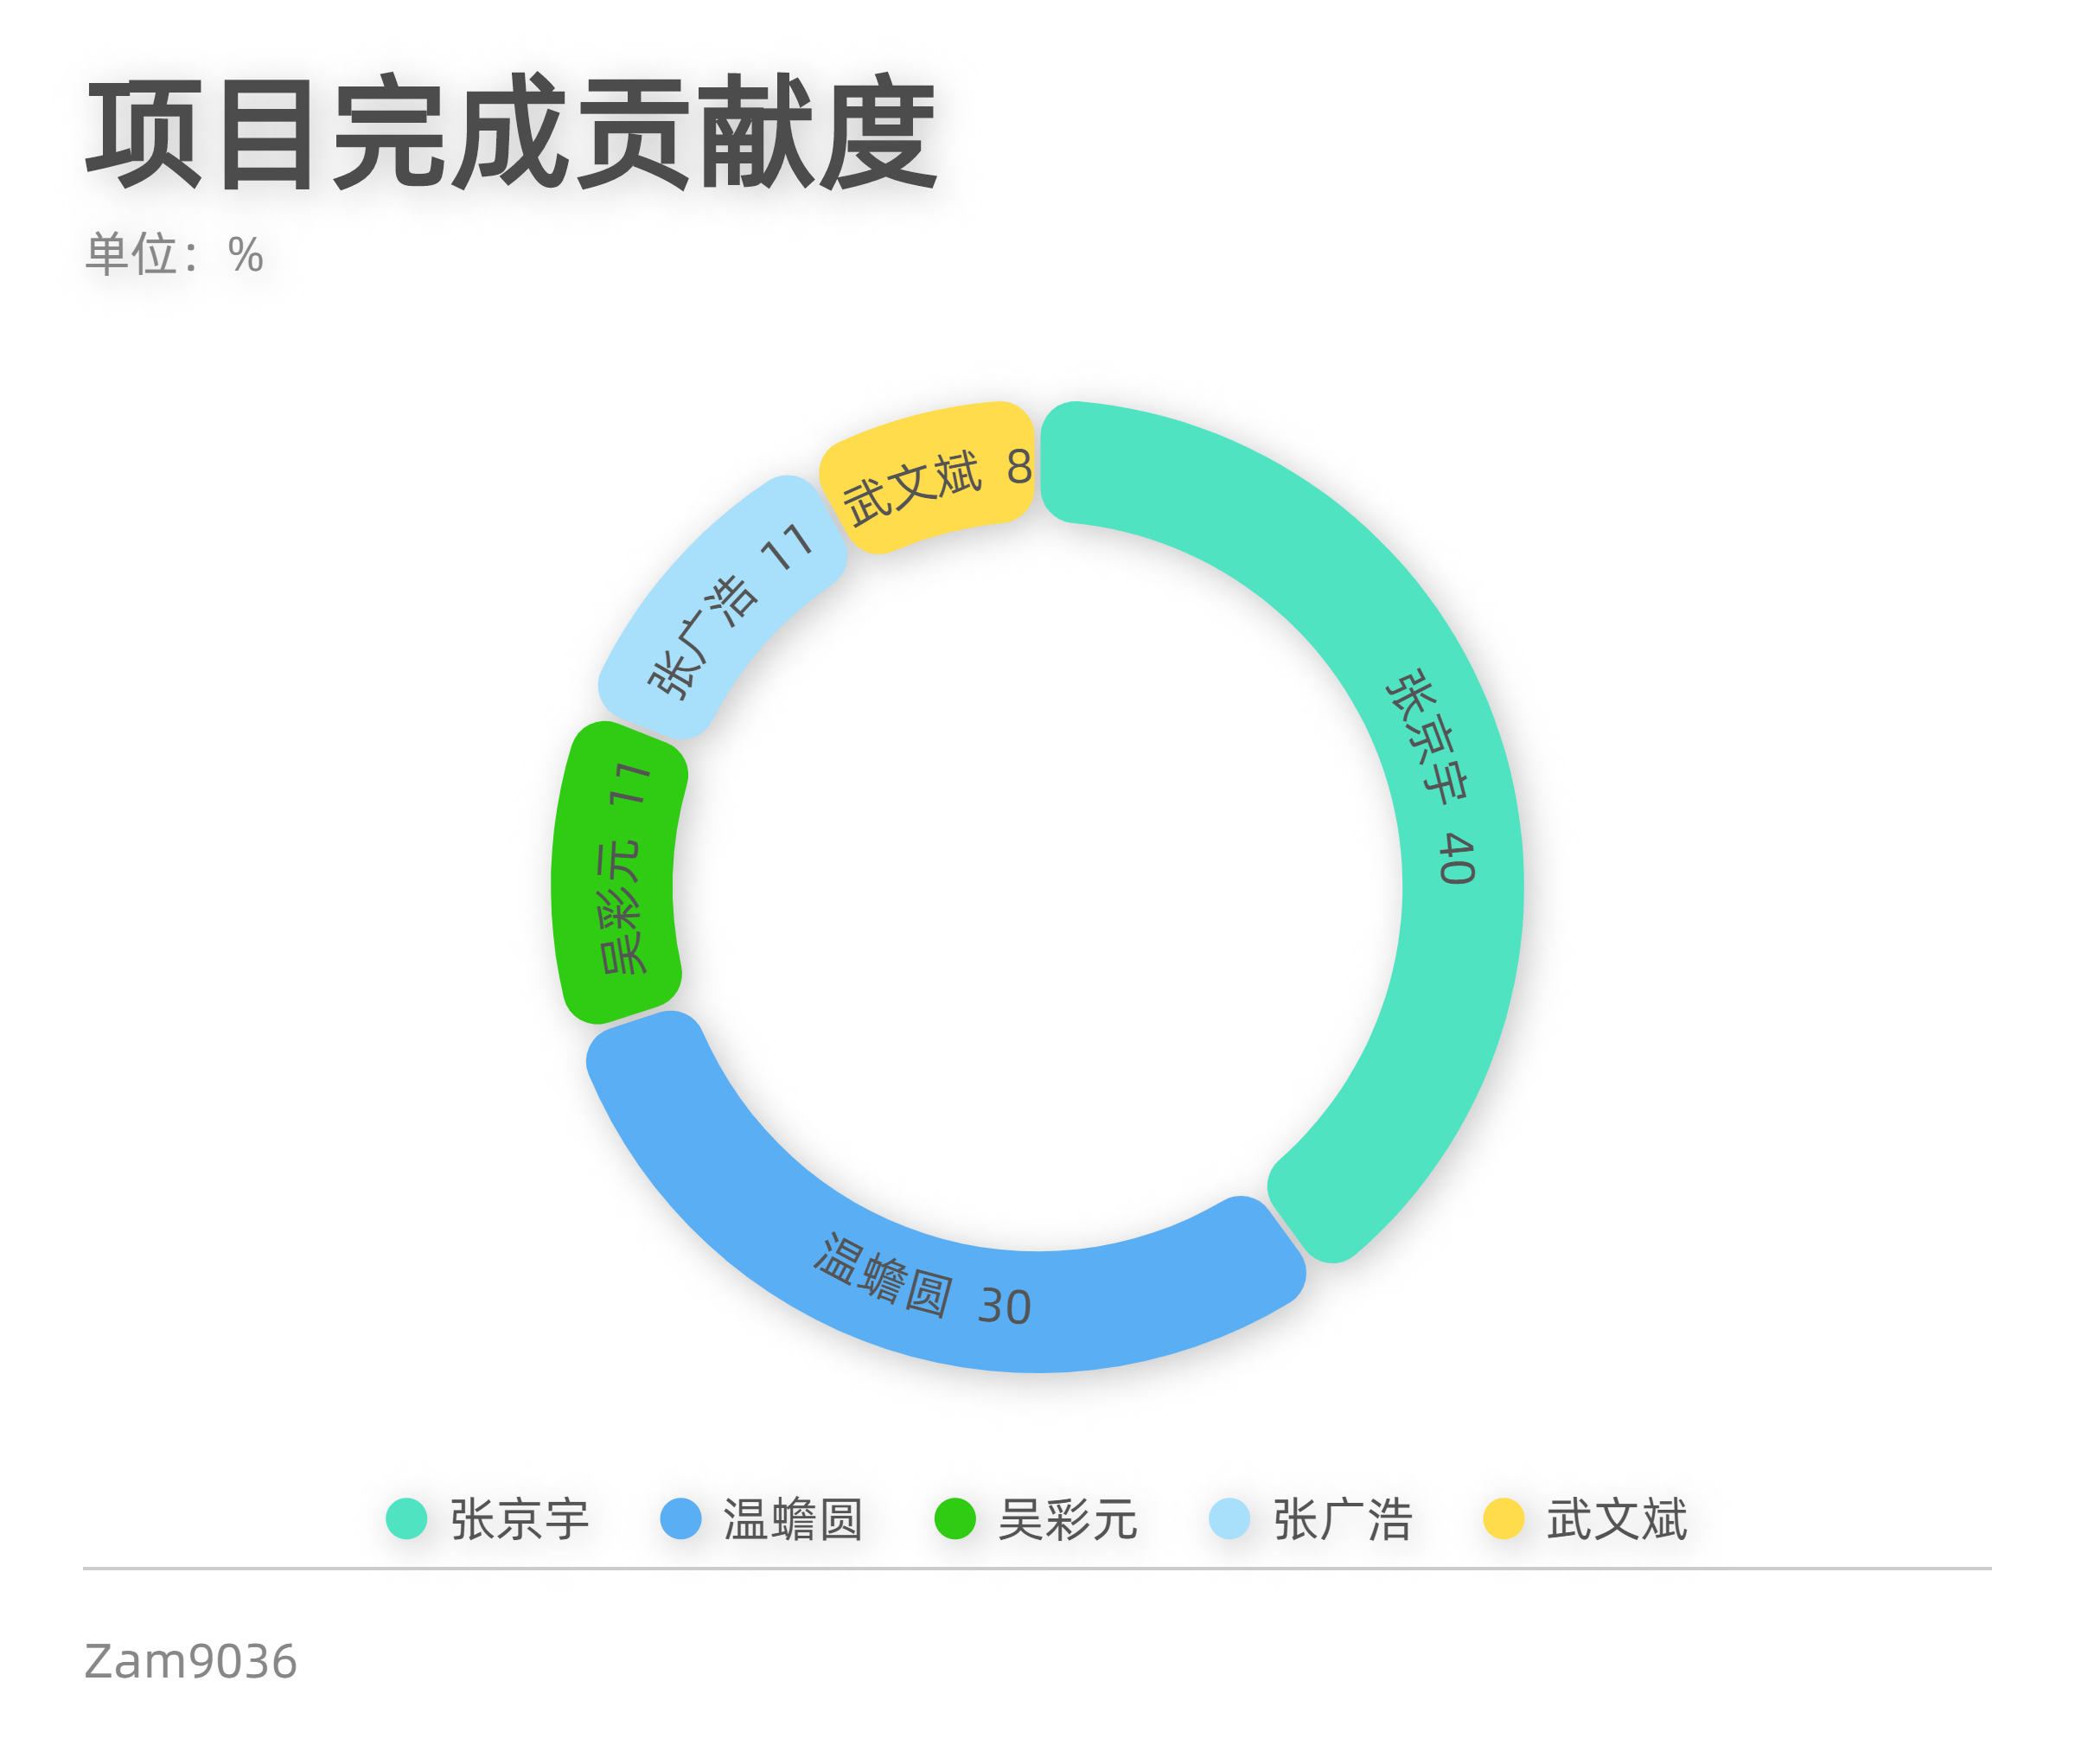 项目完成贡献度
单位：%
武文斌 8
张广浩 11
张京宇 40
吴彩元 11
温蟾圆 30
张京宇 温蟾圆 吴彩元 张广浩 武文斌
Zam9036